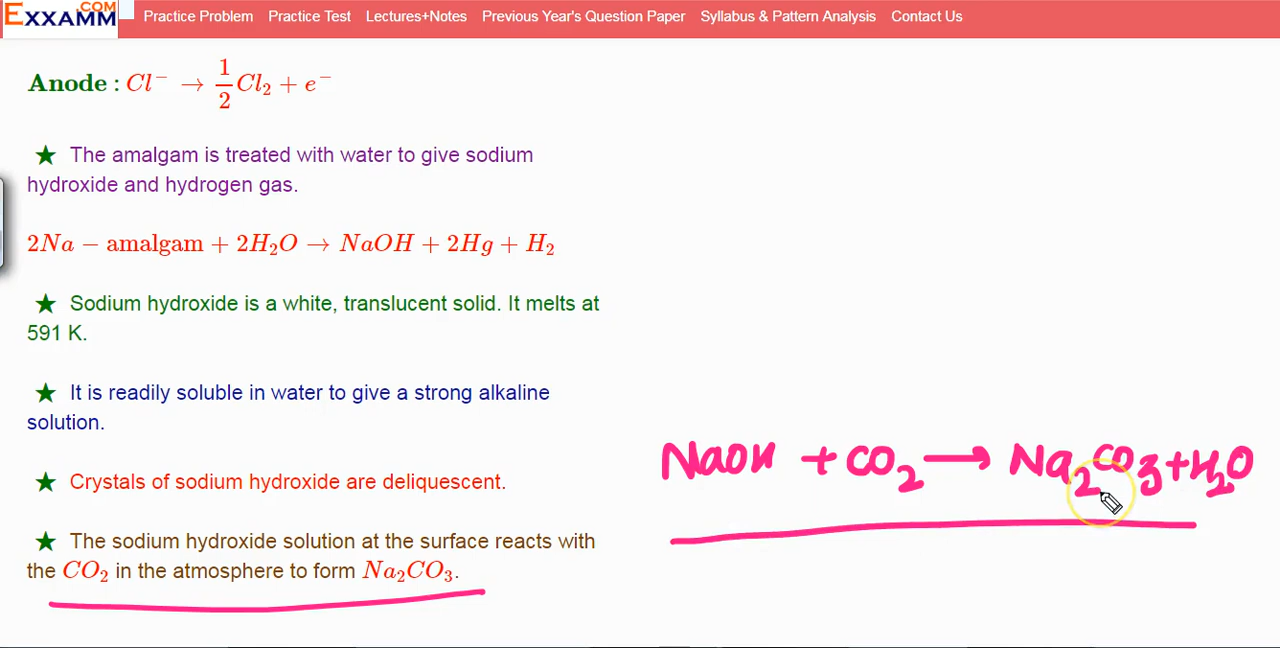 EXXAMM.COM
Practice Problem Practice Test Lectures+Notes Previous Year's Question Paper Syllabus & Pattern Analysis Contact Us
Anode : Cl⁻ → 1/2 Cl₂ + e⁻
★ The amalgam is treated with water to give sodium
hydroxide and hydrogen gas.
2Na − amalgam + 2H₂O → NaOH + 2Hg + H₂
★ Sodium hydroxide is a white, translucent solid. It melts at
591 K.
★ It is readily soluble in water to give a strong alkaline
solution.
★ Crystals of sodium hydroxide are deliquescent.
★ The sodium hydroxide solution at the surface reacts with
the CO₂ in the atmosphere to form Na₂CO₃.
NaOH + CO₂ → Na₂CO₃ + H₂O